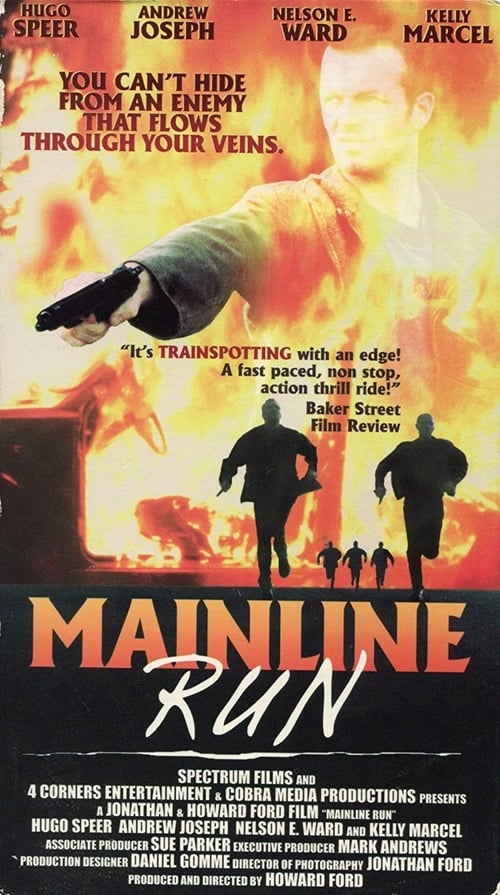 HUGO SPEER
ANDREW JOSEPH
NELSON E. WARD
KELLY MARCEL
YOU CAN'T HIDE
FROM AN ENEMY
THAT FLOWS
THROUGH YOUR VEINS.
"It's TRAINSPOTTING with an edge!
A fast paced, non stop,
action thrill ride!"
Baker Street
Film Review
MAINLINE
RUN
SPECTRUM FILMS AND
4 CORNERS ENTERTAINMENT & COBRA MEDIA PRODUCTIONS PRESENTS
A JONATHAN & HOWARD FORD FILM "MAINLINE RUN"
HUGO SPEER ANDREW JOSEPH NELSON E. WARD AND KELLY MARCEL
ASSOCIATE PRODUCER SUE PARKER EXECUTIVE PRODUCER MARK ANDREWS
PRODUCTION DESIGNER DANIEL GOMME DIRECTOR OF PHOTOGRAPHY JONATHAN FORD
PRODUCED AND DIRECTED BY HOWARD FORD